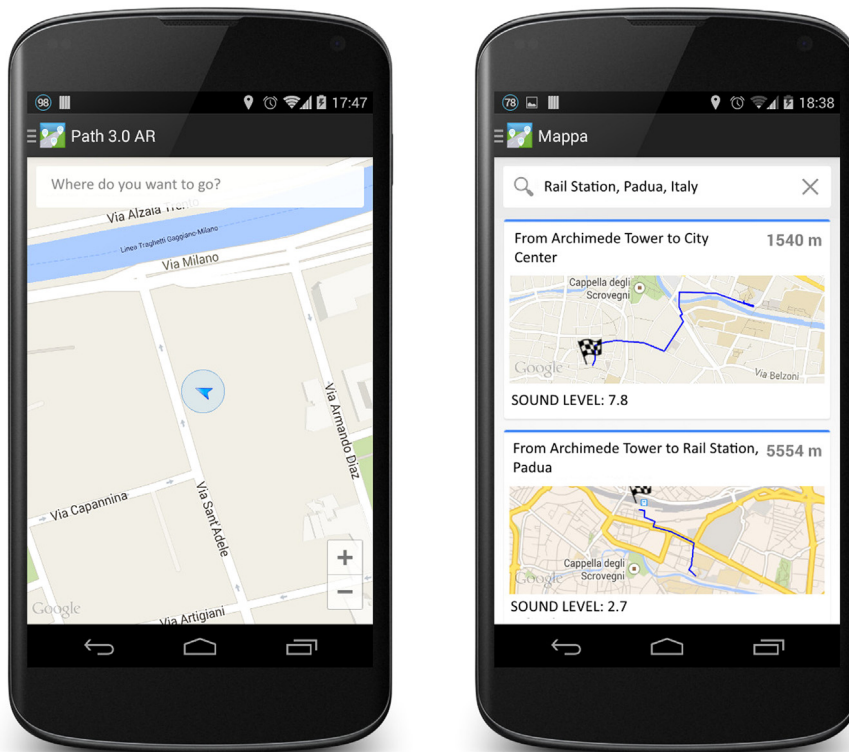 98
17:47
Path 3.0 AR
Where do you want to go?
Via Alzaia Trento
Linea Traghetti Gaggiano-Milano
Via Milano
Via Armando Diaz
Via Capannina
Via Sant'Adele
+
−
Google
Via Artigiani
78
18:38
Mappa
Rail Station, Padua, Italy
From Archimede Tower to City
Center
1540 m
Cappella degli
Scrovegni
Google
Via Belzoni
SOUND LEVEL: 7.8
From Archimede Tower to Rail Station,
Padua
5554 m
Cappella degli
Scrovegni
Google
SOUND LEVEL: 2.7